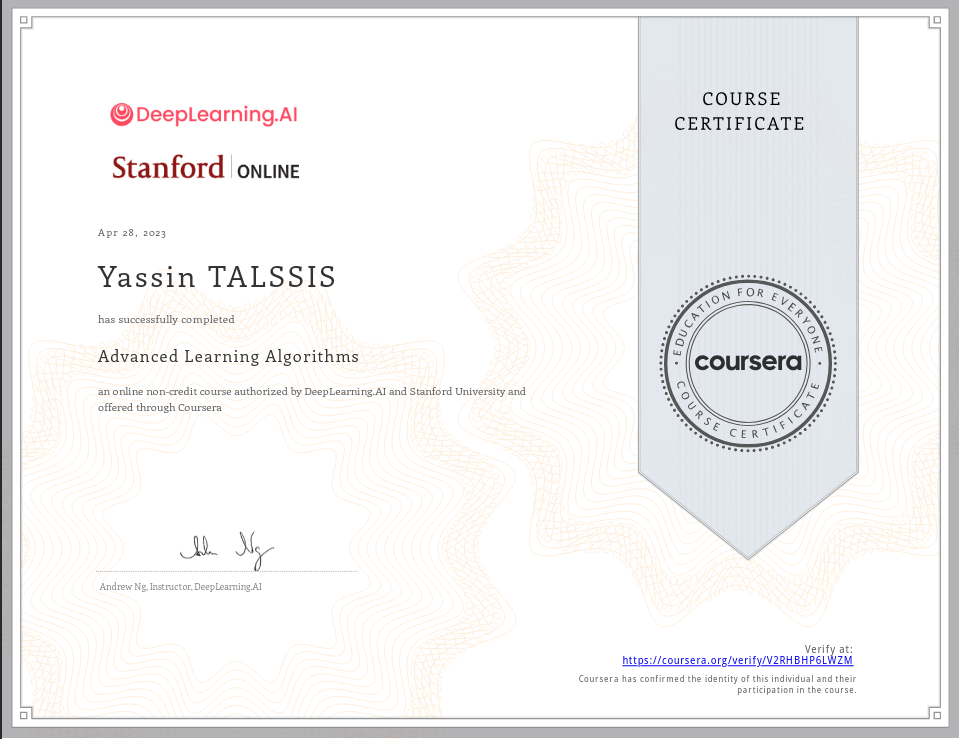 DeepLearning.AI
Stanford ONLINE
COURSE
CERTIFICATE
Apr 28, 2023
Yassin TALSSIS
has successfully completed
Advanced Learning Algorithms
an online non-credit course authorized by DeepLearning.AI and Stanford University and
offered through Coursera
EDUCATION FOR EVERYONE
coursera
COURSE CERTIFICATE
Andrew Ng, Instructor, DeepLearning.AI
Verify at:
https://coursera.org/verify/V2RHBHP6LWZM
Coursera has confirmed the identity of this individual and their
participation in the course.